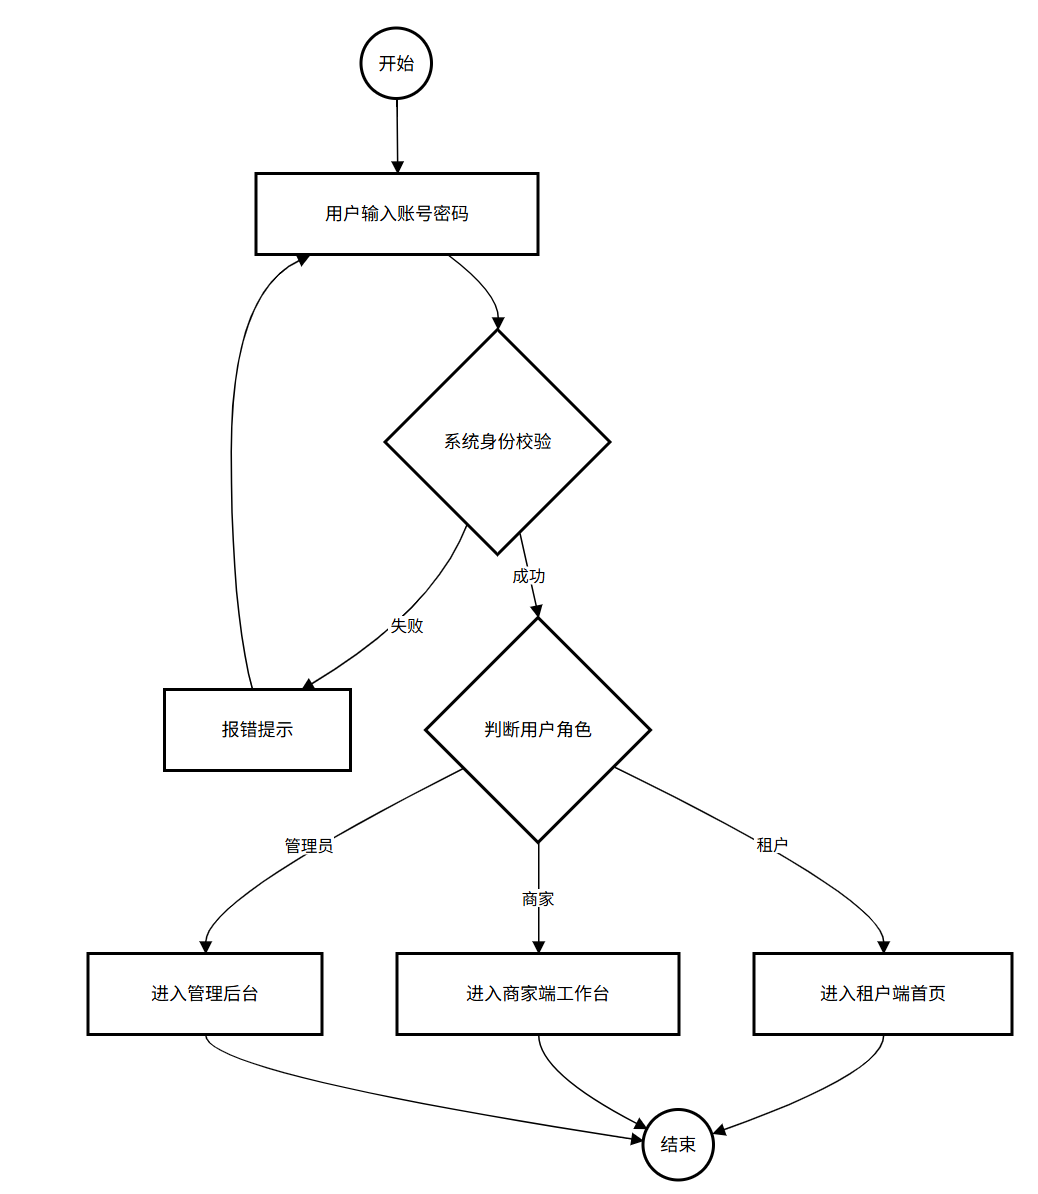 开始
用户输入账号密码
系统身份校验
成功
失败
报错提示
判断用户角色
管理员
商家
租户
进入管理后台
进入商家端工作台
进入租户端首页
结束